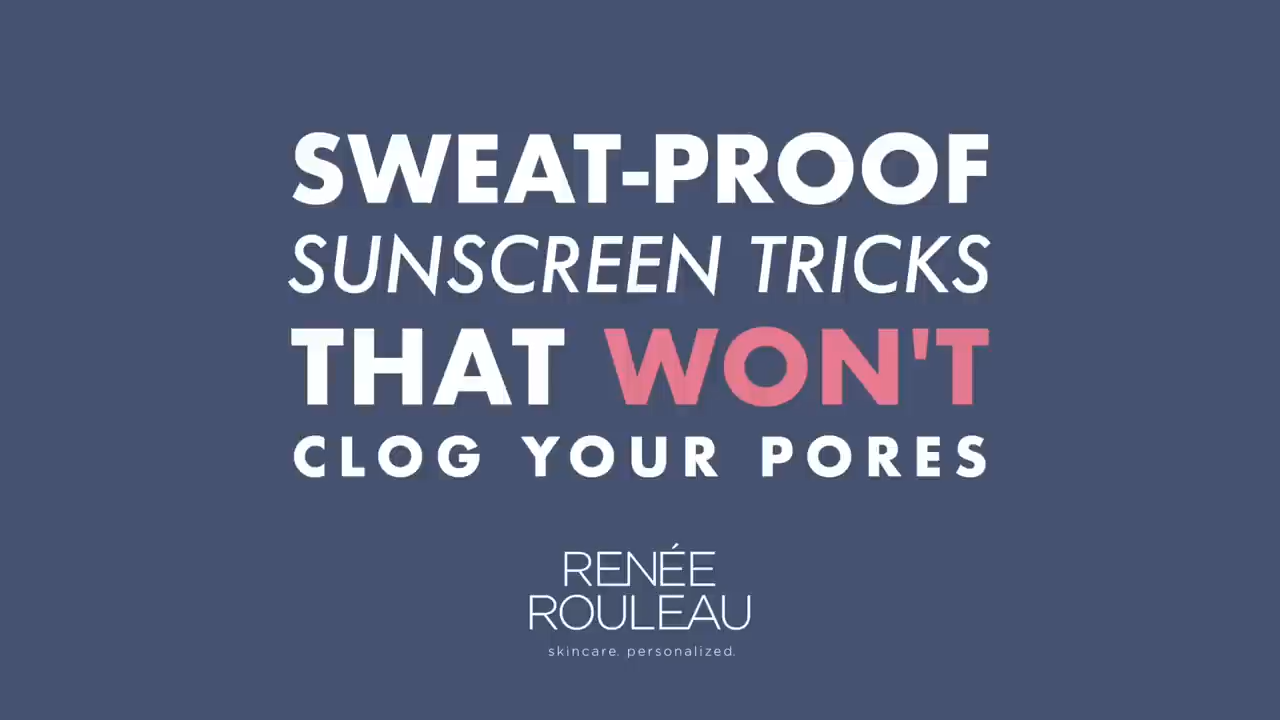 SWEAT-PROOF
SUNSCREEN TRICKS
THAT WON'T
CLOG YOUR PORES
RENÉE
ROULEAU
skincare. personalized.